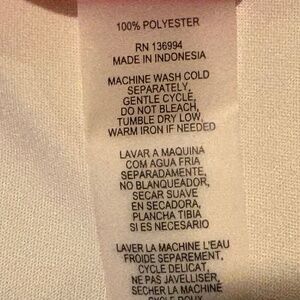 100% POLYESTER
RN 136994
MADE IN INDONESIA
MACHINE WASH COLD
SEPARATELY,
GENTLE CYCLE,
DO NOT BLEACH,
TUMBLE DRY LOW,
WARM IRON IF NEEDED
LAVAR A MAQUINA
COM AGUA FRIA
SEPARADAMENTE,
NO BLANQUEADOR,
SECAR SUAVE
EN SECADORA,
PLANCHA TIBIA
SI ES NECESARIO
LAVER LA MACHINE L'EAU
FROIDE SEPAREMENT,
CYCLE DELICAT,
NE PAS JAVELLISER,
SECHER LA MACHINE
CYCLE DOUX